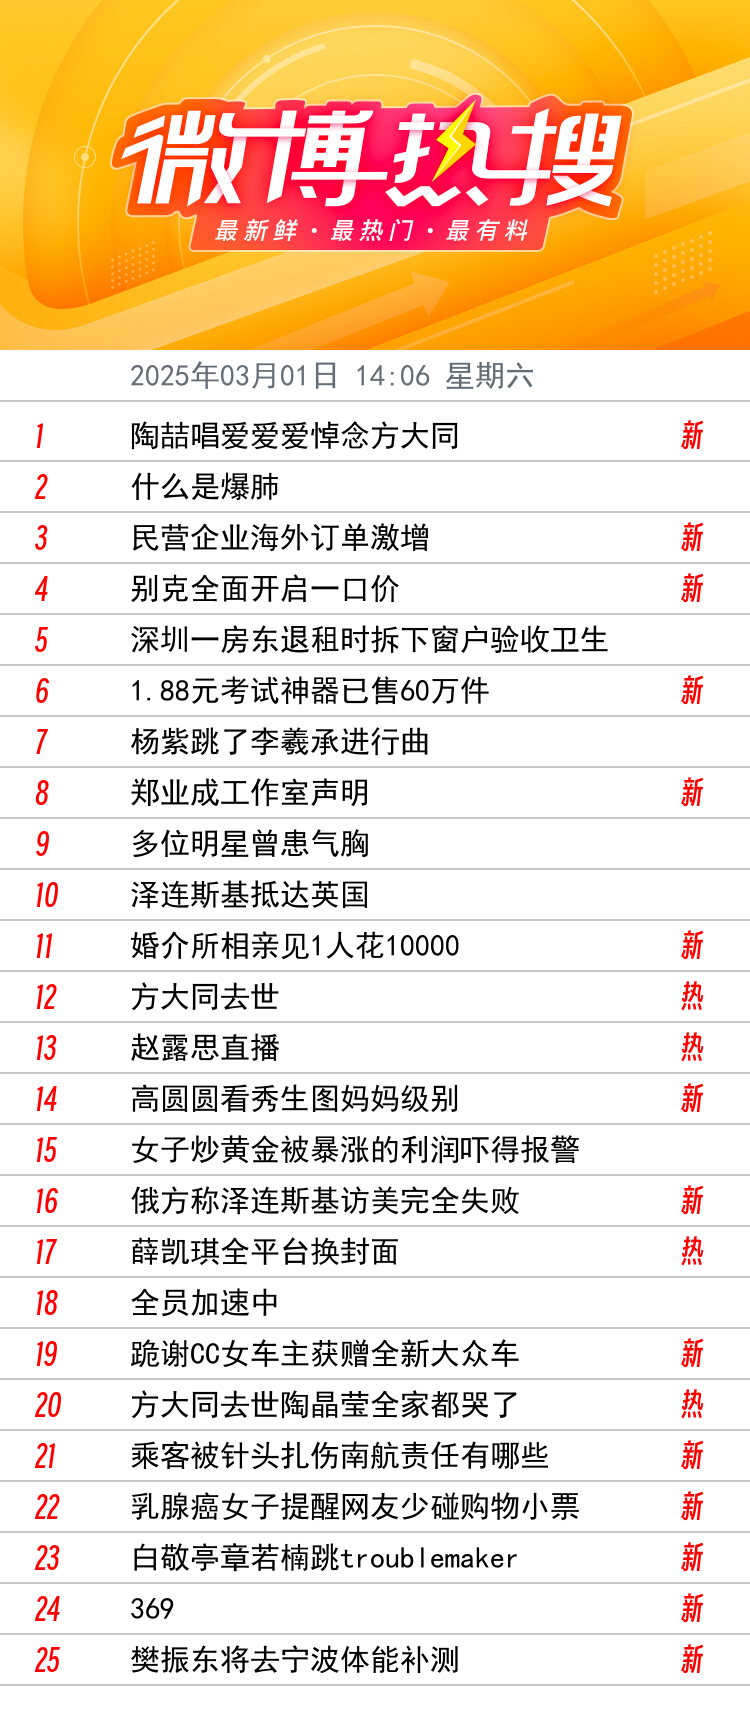 微博热搜
最新鲜·最热门·最有料
2025年03月01日 14:06 星期六
1 陶喆唱爱爱爱悼念方大同 新
2 什么是爆肺
3 民营企业海外订单激增 新
4 别克全面开启一口价 新
5 深圳一房东退租时拆下窗户验收卫生
6 1.88元考试神器已售60万件 新
7 杨紫跳了李羲承进行曲
8 郑业成工作室声明 新
9 多位明星曾患气胸
10 泽连斯基抵达英国
11 婚介所相亲见1人花10000 新
12 方大同去世 热
13 赵露思直播 热
14 高圆圆看秀生图妈妈级别 新
15 女子炒黄金被暴涨的利润吓得报警
16 俄方称泽连斯基访美完全失败 新
17 薛凯琪全平台换封面 热
18 全员加速中
19 跪谢CC女车主获赠全新大众车 新
20 方大同去世陶晶莹全家都哭了 热
21 乘客被针头扎伤南航责任有哪些 新
22 乳腺癌女子提醒网友少碰购物小票 新
23 白敬亭章若楠跳troublemaker 新
24 369 新
25 樊振东将去宁波体能补测 新